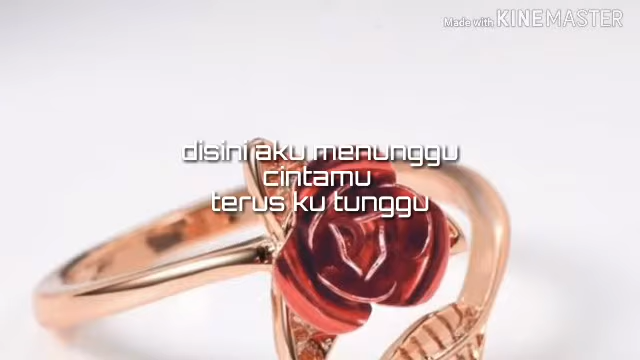 Made with KINEMASTER
disini aku menunggu
cintamu
terus ku tunggu